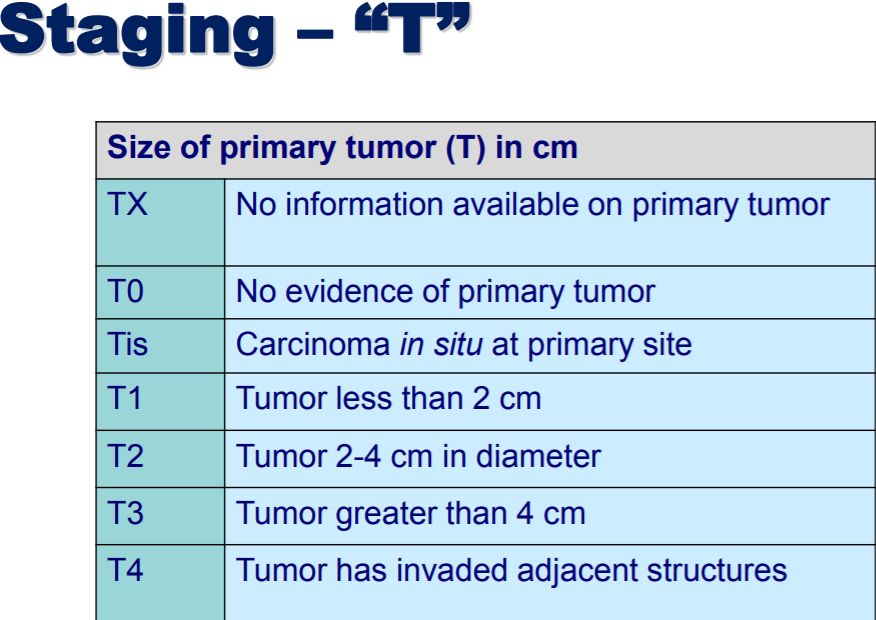 Staging – “T”
Size of primary tumor (T) in cm
TX No information available on primary tumor
T0 No evidence of primary tumor
Tis Carcinoma in situ at primary site
T1 Tumor less than 2 cm
T2 Tumor 2-4 cm in diameter
T3 Tumor greater than 4 cm
T4 Tumor has invaded adjacent structures